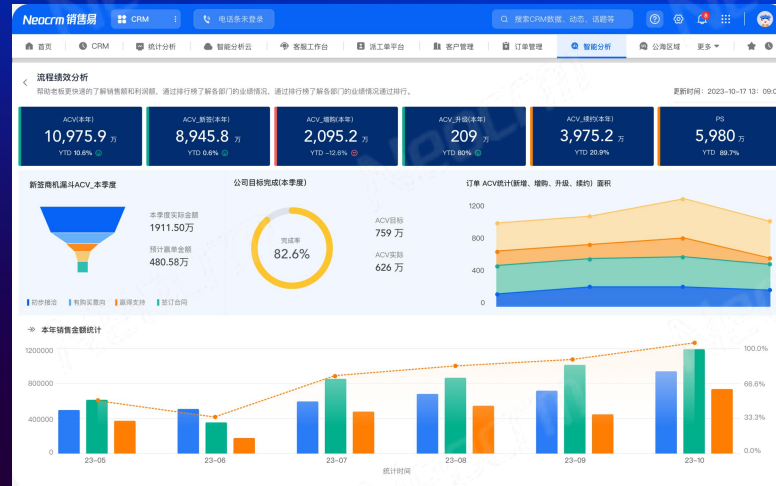 Neocrm 销售易 CRM 电话条未登录 搜索CRM数据、动态、话题等
首页 CRM 统计分析 智能分析云 客服工作台 派工单平台 客户管理 订单管理 智能分析 公海区域 更多
流程绩效分析
帮助老板更快速的了解销售额和利润额，通过排行榜了解各部门的业绩情况，通过排行榜了解各部门的业绩情况通过排行。
更新时间：2023-10-17 13：09:0
ACV(本年)
10,975.9 万
YTD 10.6%
ACV_新签(本年)
8,945.8 万
YTD 0.6%
ACV_增购(本年)
2,095.2 万
YTD -12.6%
ACV_升级(本年)
209 万
YTD 80%
ACV_续约(本年)
3,975.2 万
YTD 20.9%
PS
5,980 万
YTD 89.7%
新签商机漏斗ACV_本季度
本季度实际金额
1911.50万
预计赢单金额
480.58万
初步接洽 有购买意向 赢得支持 签订合同
公司目标完成(本季度)
完成率
82.6%
ACV目标
759 万
ACV实际
626 万
订单 ACV统计(新增、增购、升级、续约）面积
1200
800
400
0
本年销售金额统计
1200000
800000
400000
0
100.0%
66.6%
33.3%
0.0%
23-05 23-06 23-07 23-08 23-09 23-10
统计时间